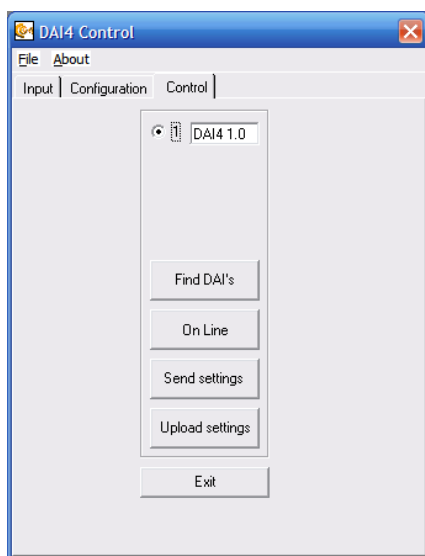 DAI4 Control
File About
Input Configuration Control
1 DAI4 1.0
Find DAI's
On Line
Send settings
Upload settings
Exit